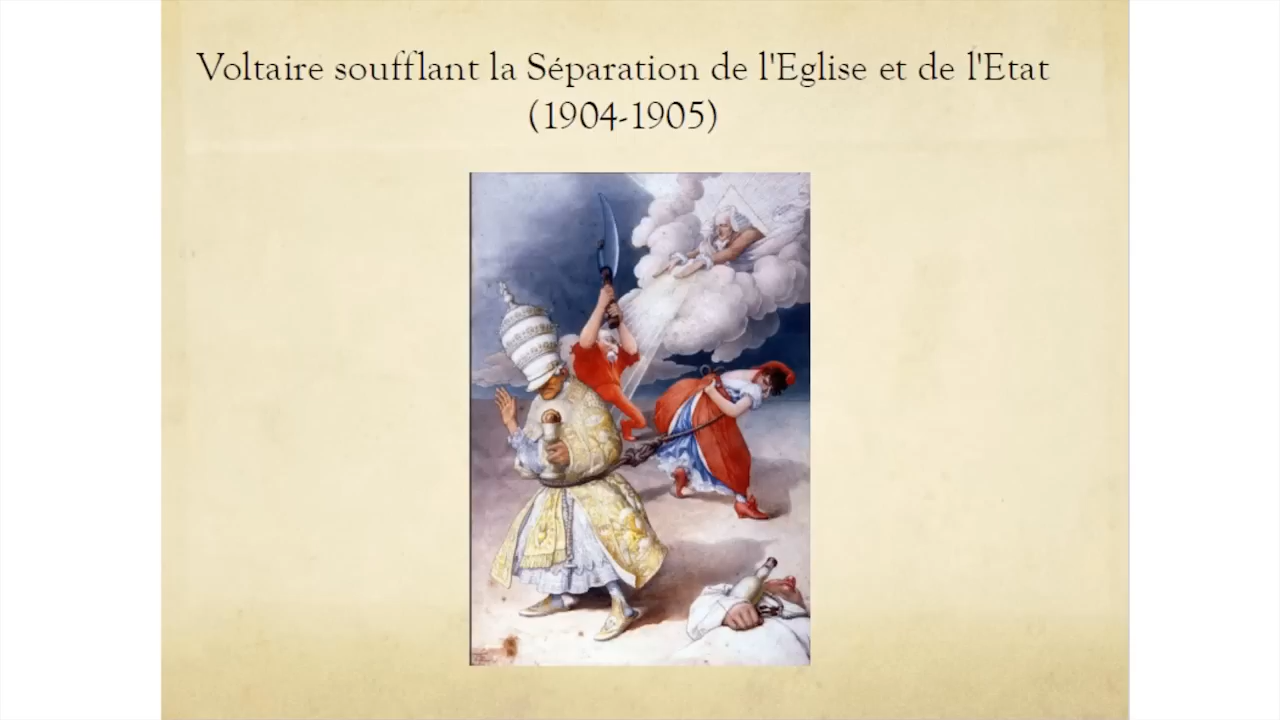 Voltaire soufflant la Séparation de l'Eglise et de l'Etat
(1904-1905)